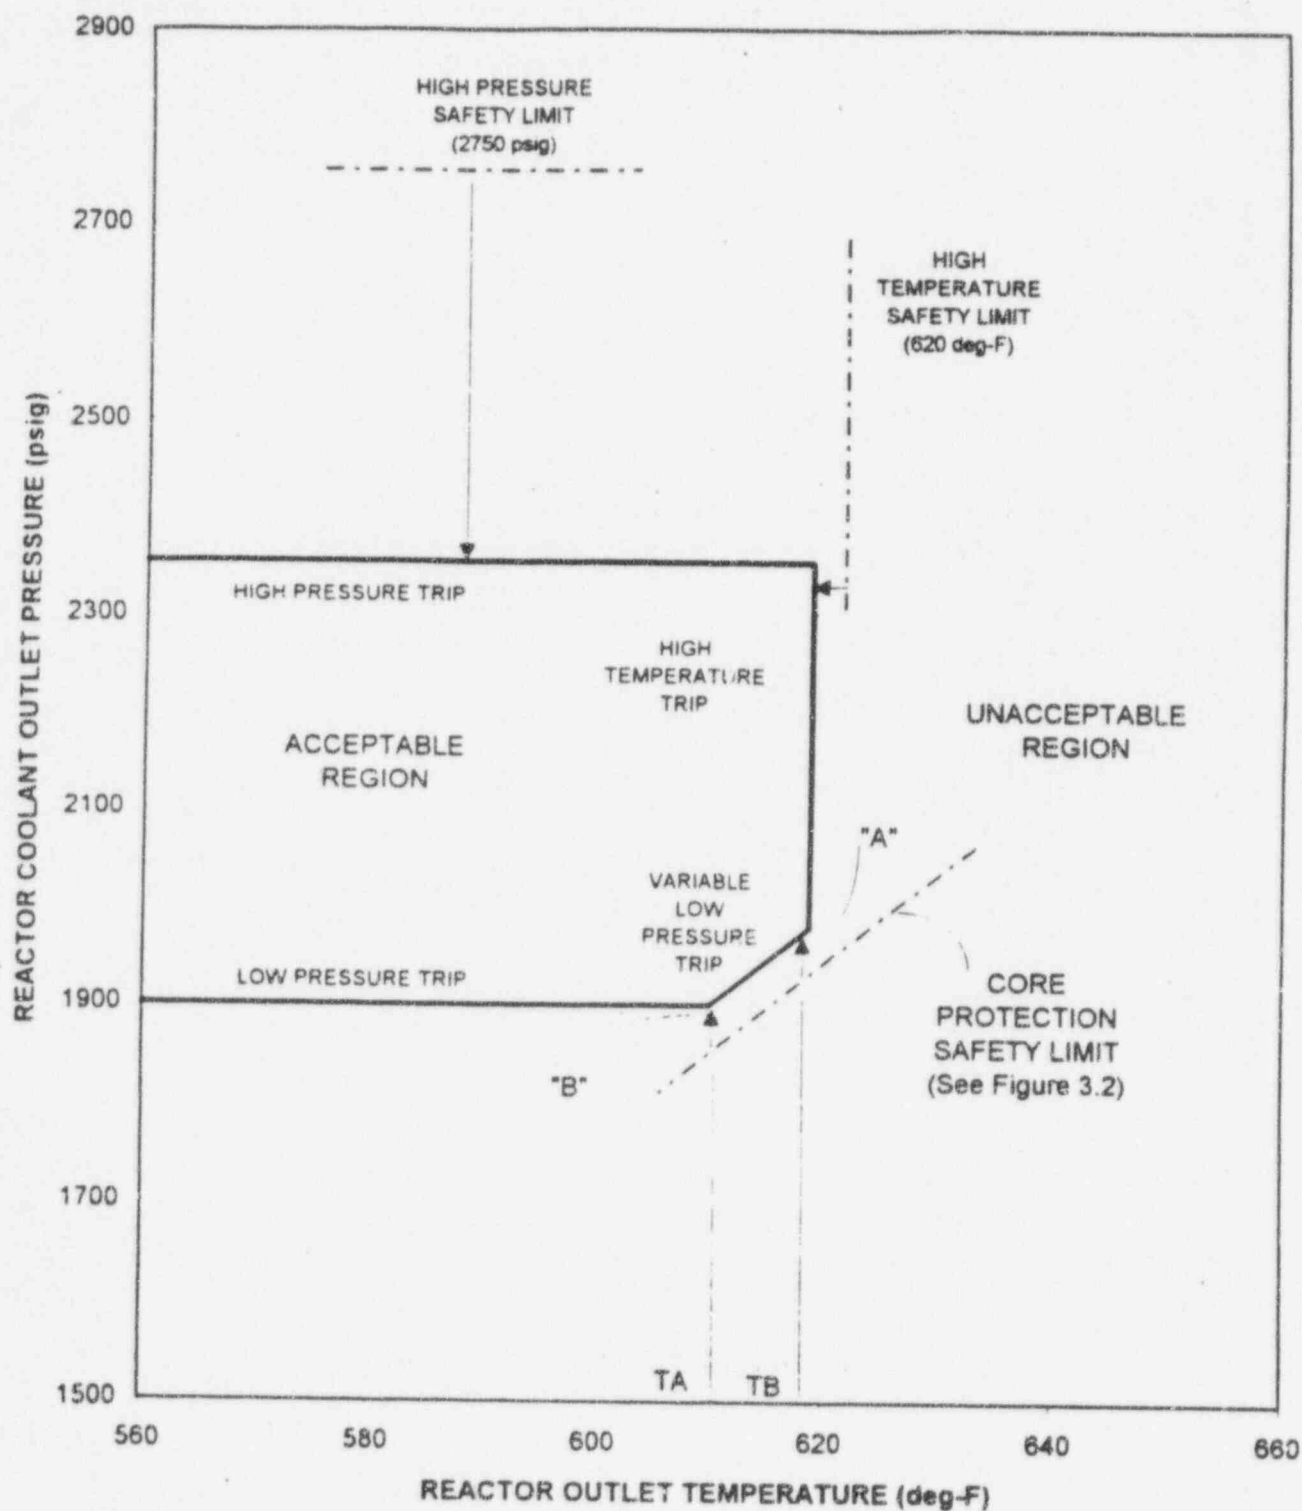 2900
HIGH PRESSURE
SAFETY LIMIT
(2750 psig)
2700
HIGH
TEMPERATURE
SAFETY LIMIT
(620 deg-F)
2500
REACTOR COOLANT OUTLET PRESSURE (psig)
HIGH PRESSURE TRIP
2300
HIGH
TEMPERATURE
TRIP
UNACCEPTABLE
REGION
ACCEPTABLE
REGION
2100
"A"
VARIABLE
LOW
PRESSURE
TRIP
LOW PRESSURE TRIP
1900
CORE
PROTECTION
SAFETY LIMIT
(See Figure 3.2)
"B"
1700
TA TB
1500
560 580 600 620 640 660
REACTOR OUTLET TEMPERATURE (deg-F)